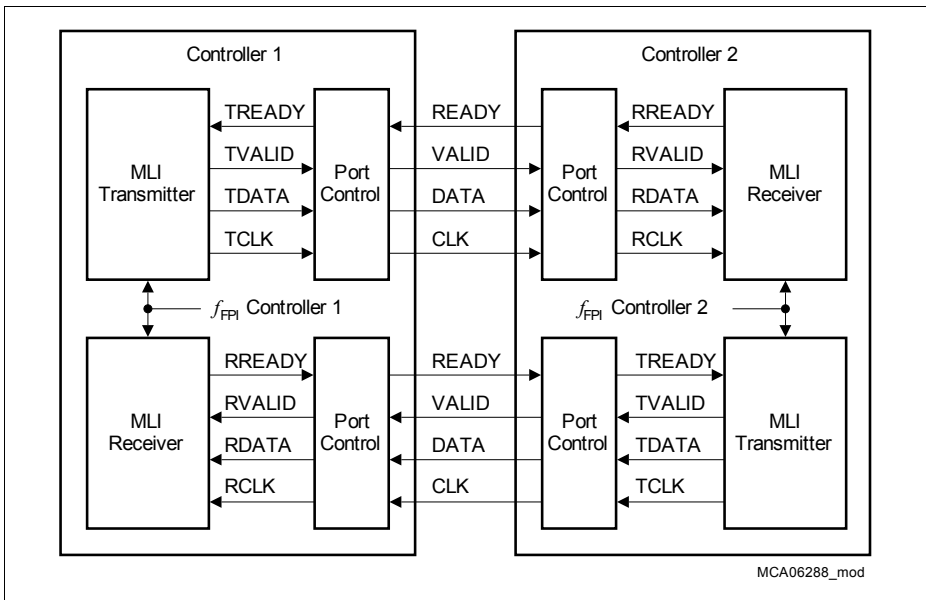 Controller 1
Controller 2
MLI
Transmitter
TREADY
TVALID
TDATA
TCLK
Port
Control
READY
VALID
DATA
CLK
Port
Control
RREADY
RVALID
RDATA
RCLK
MLI
Receiver
fFPI Controller 1
fFPI Controller 2
MLI
Receiver
RREADY
RVALID
RDATA
RCLK
Port
Control
READY
VALID
DATA
CLK
Port
Control
TREADY
TVALID
TDATA
TCLK
MLI
Transmitter
MCA06288_mod